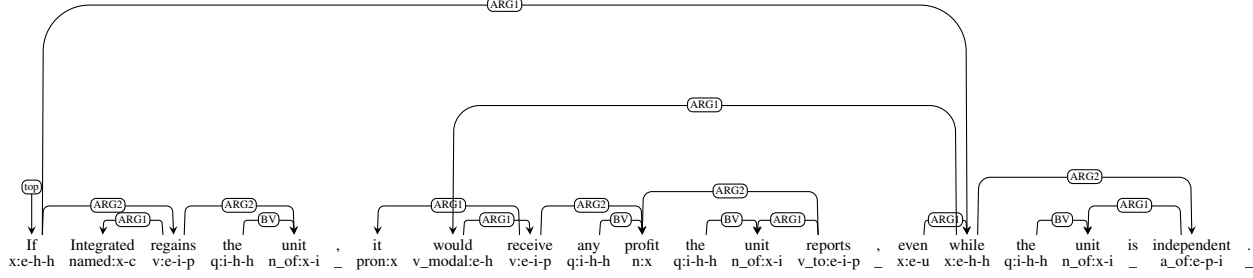 ARG1
ARG1
top
ARG2
ARG2
ARG1
ARG2
ARG2
ARG2
ARG1
BV
ARG1
BV
BV
ARG1
ARG1
BV
ARG1
If Integrated regains the unit , it would receive any profit the unit reports , even while the unit is independent .
x:e-h-h named:x-c v:e-i-p q:i-h-h n_of:x-i _ pron:x v_modal:e-h v:e-i-p q:i-h-h n:x q:i-h-h n_of:x-i v_to:e-i-p _ x:e-u x:e-h-h q:i-h-h n_of:x-i _ a_of:e-p-i _